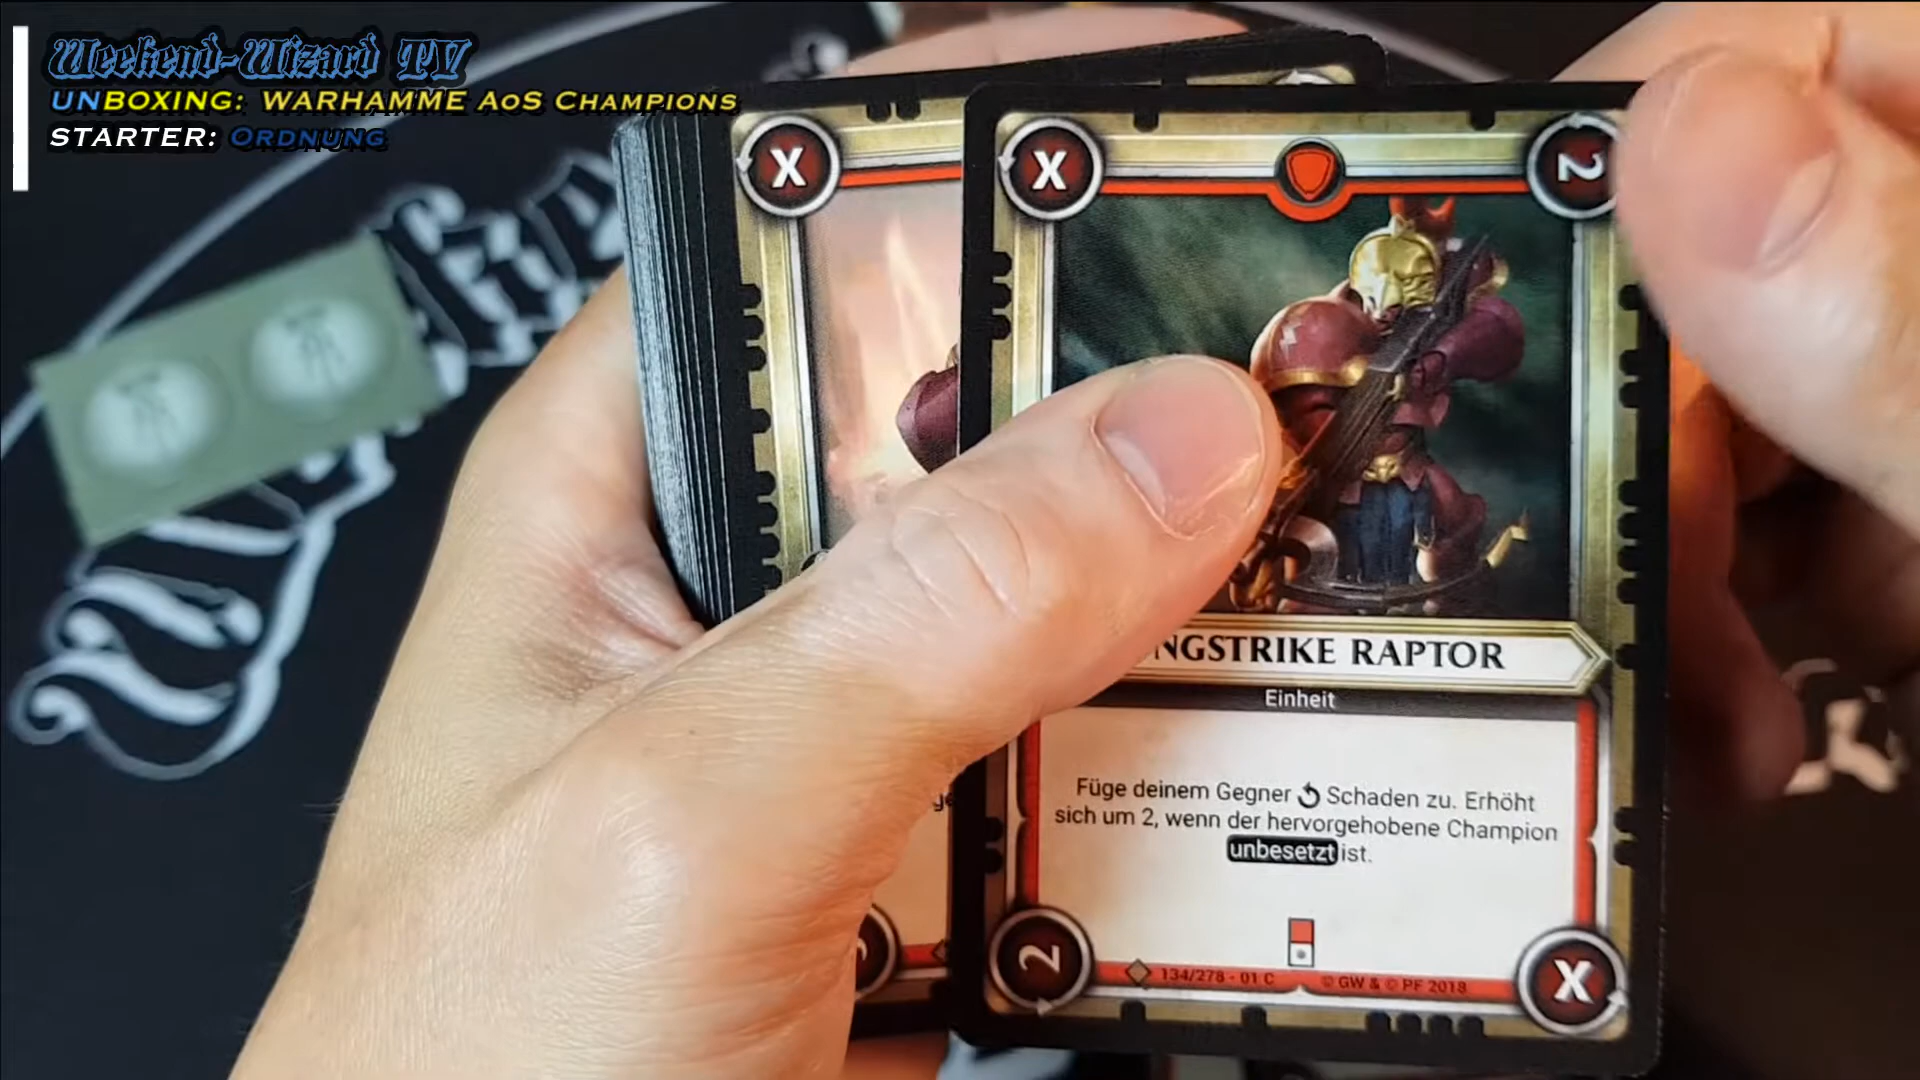 Weekend-Wizard TV
UNBOXING: WARHAMME AoS Champions
STARTER: Ordnung
X
X
2
NGSTRIKE RAPTOR
Einheit
Füge deinem Gegner Schaden zu. Erhöht
sich um 2, wenn der hervorgehobene Champion
unbesetzt ist.
2
134/278 - 01 C
© GW & © PF 2018
X